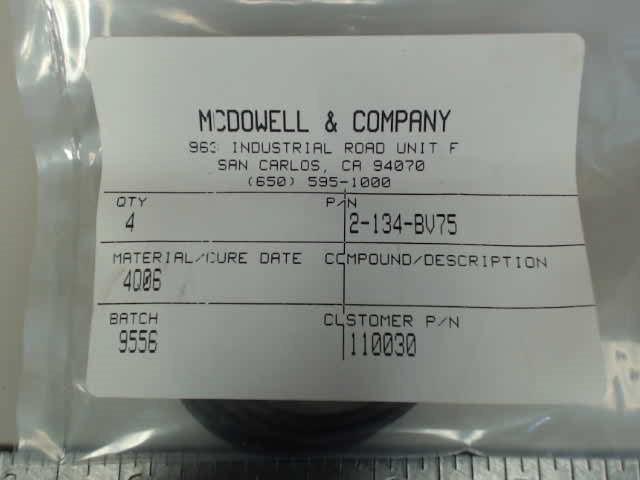 MCDOWELL & COMPANY
963 INDUSTRIAL ROAD UNIT F
SAN CARLOS, CA 94070
(650) 595-1000
QTY P/N
4 2-134-BV75
MATERIAL/CURE DATE COMPOUND/DESCRIPTION
4Q06
BATCH CUSTOMER P/N
9556 110030